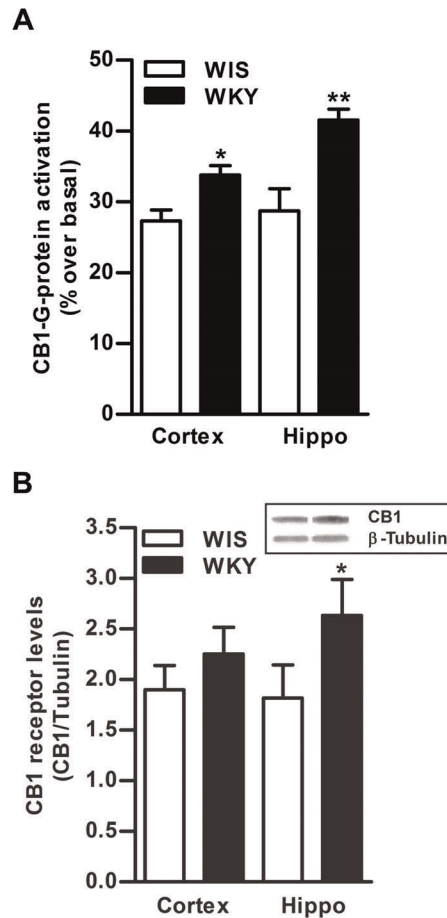 A
CB1-G-protein activation
(% over basal)
50
40
30
20
10
0
WIS
WKY
*
**
Cortex
Hippo
B
CB1 receptor levels
(CB1/Tubulin)
3.5
3.0
2.5
2.0
1.5
1.0
0.5
0.0
WIS
WKY
CB1
β-Tubulin
*
Cortex
Hippo